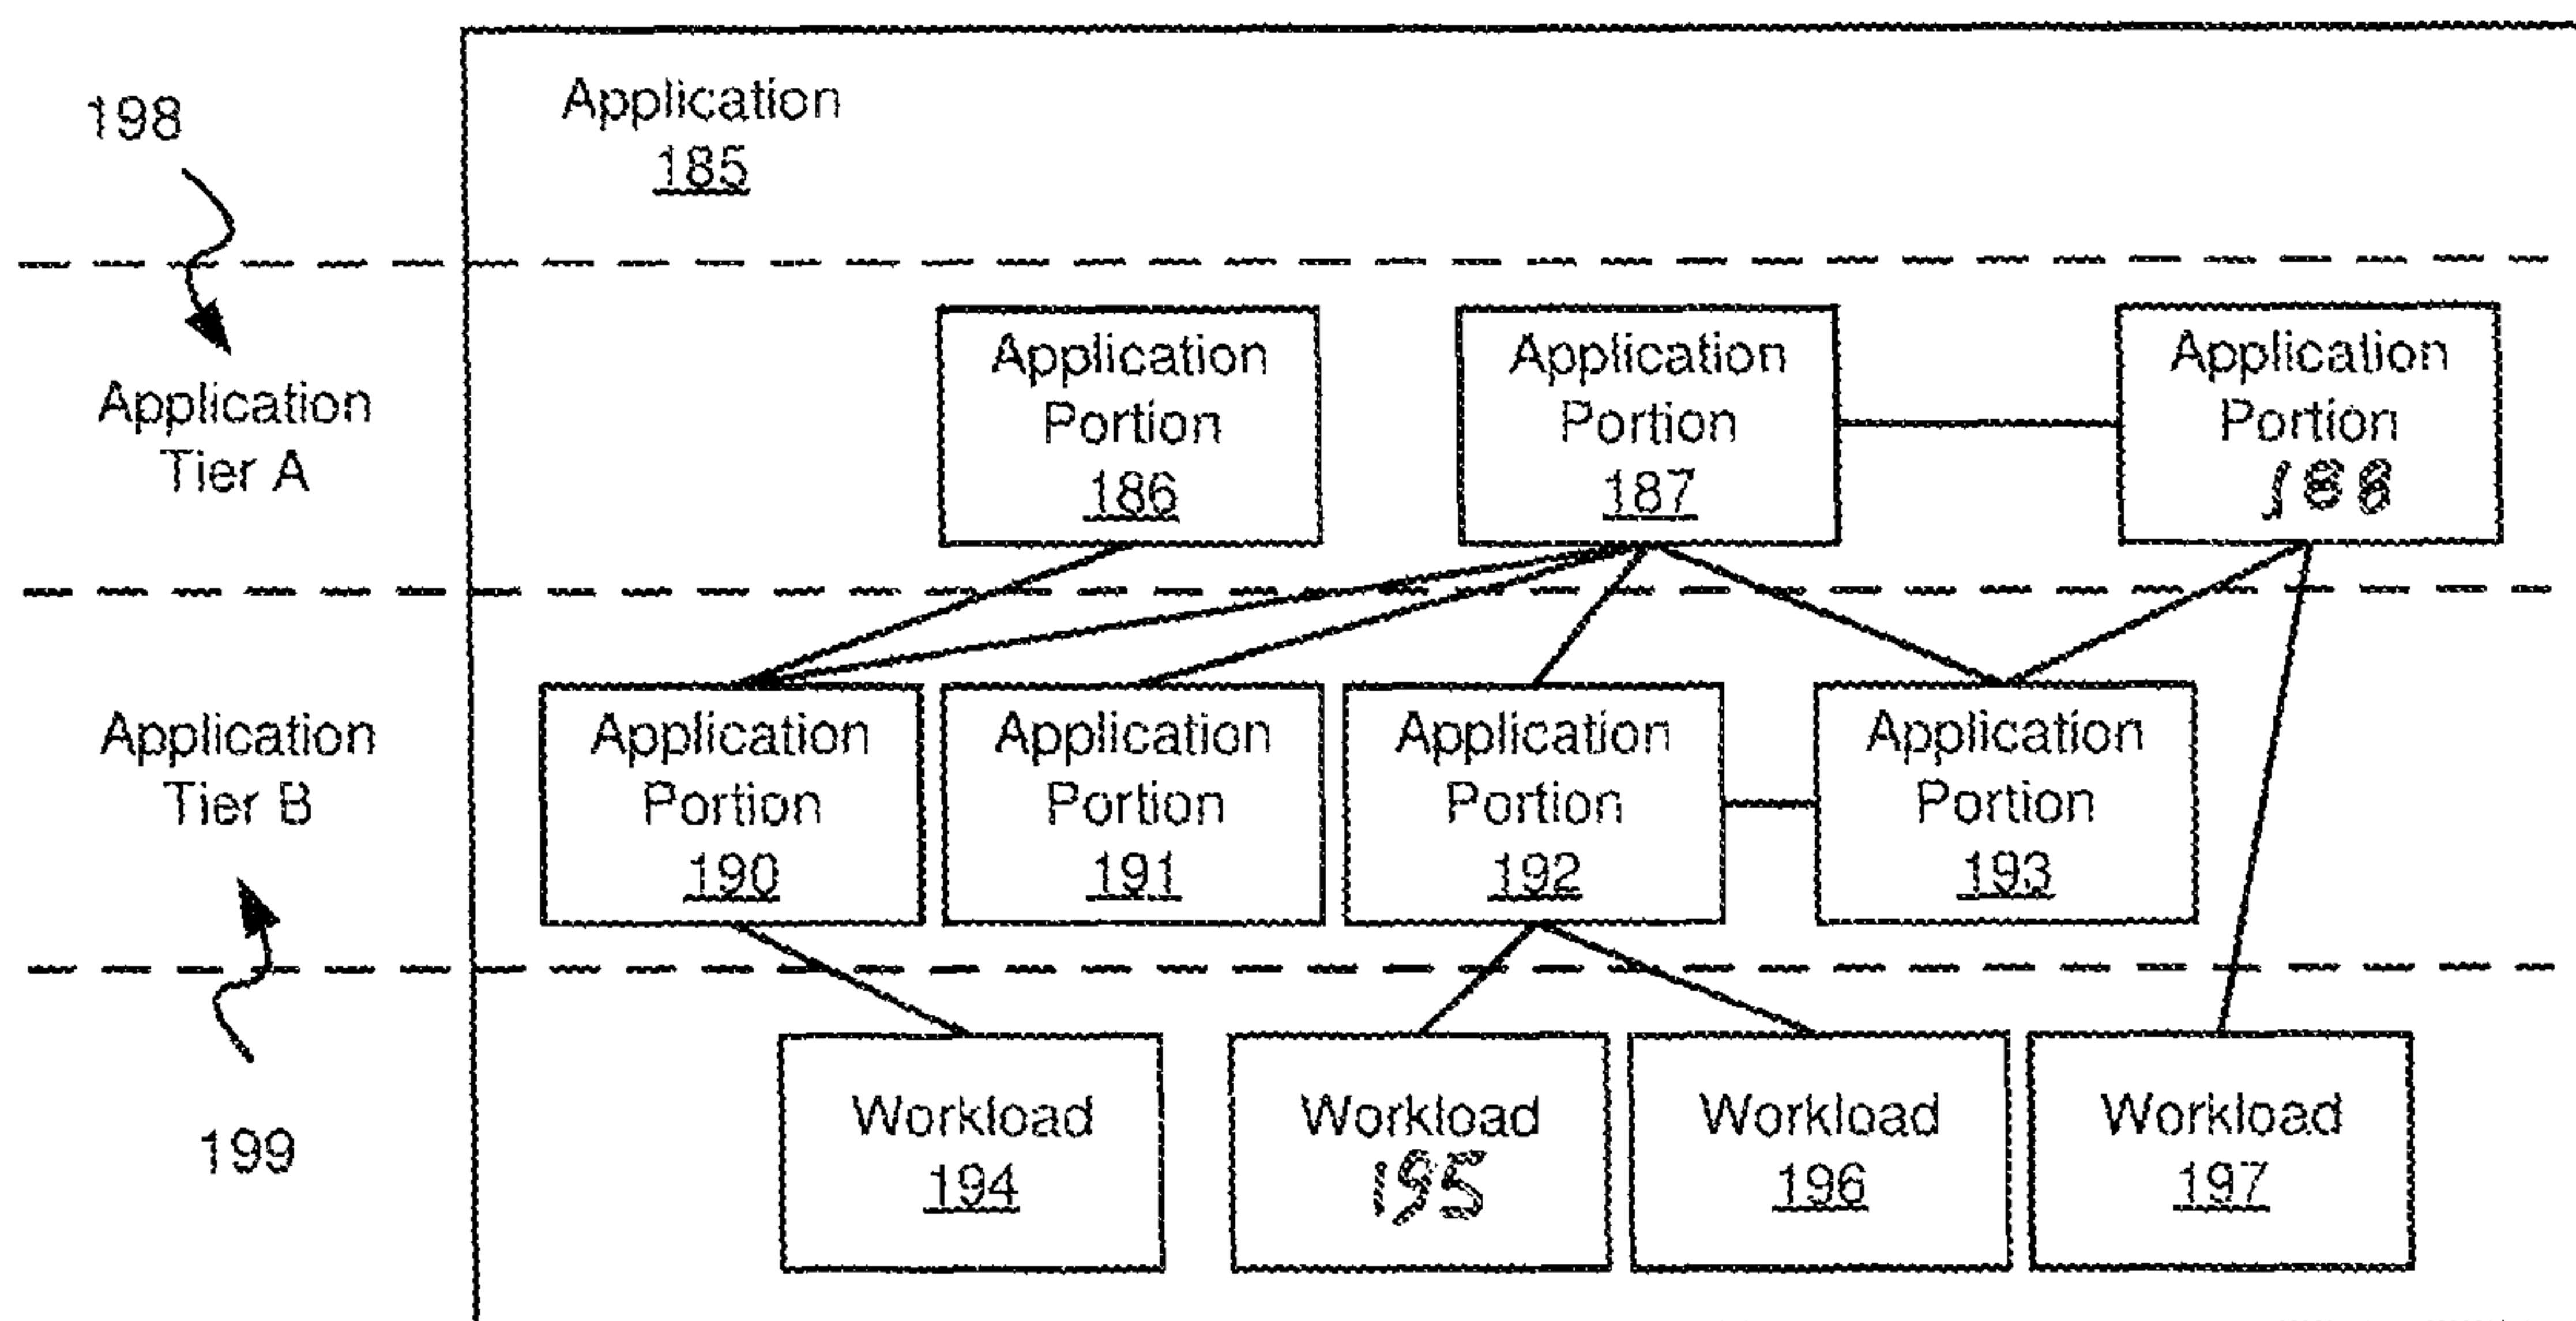 Application
185
198
Application
Tier A
Application
Portion
186
Application
Portion
187
Application
Portion
188
Application
Tier B
Application
Portion
190
Application
Portion
191
Application
Portion
192
Application
Portion
193
199
Workload
194
Workload
195
Workload
196
Workload
197